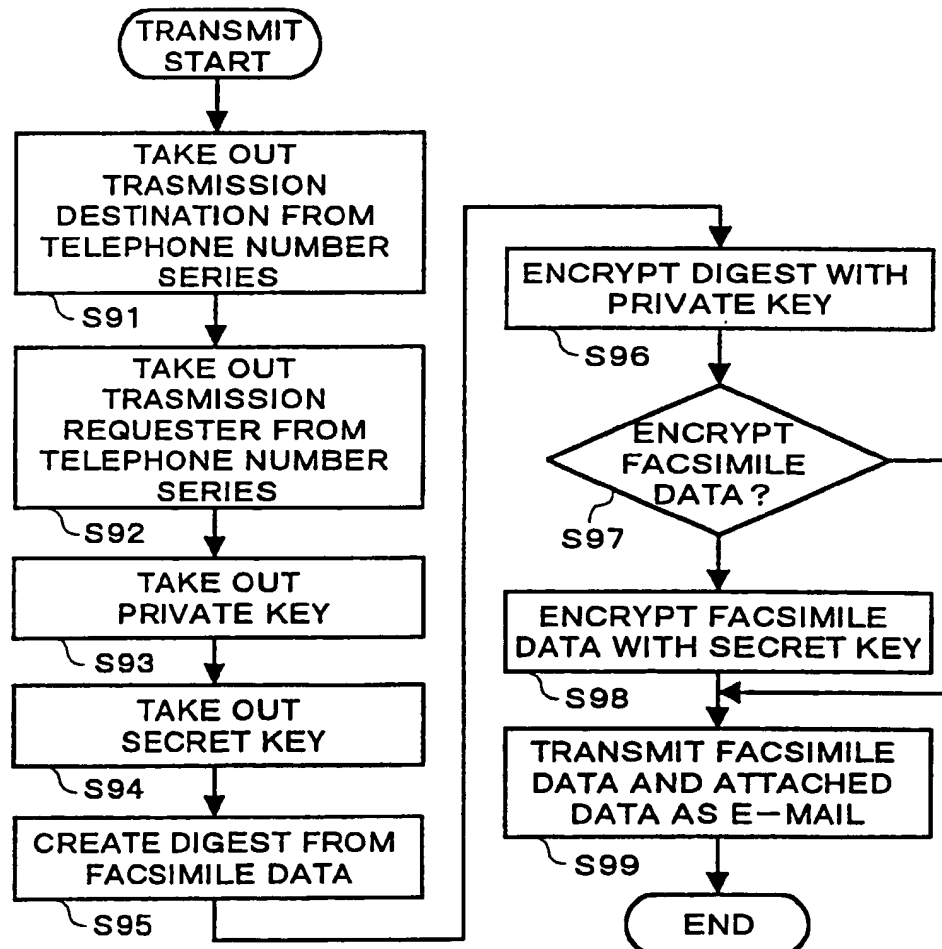 TRANSMIT
START
TAKE OUT
TRASMISSION
DESTINATION FROM
TELEPHONE NUMBER
SERIES
S91
TAKE OUT
TRASMISSION
REQUESTER FROM
TELEPHONE NUMBER
SERIES
S92
TAKE OUT
PRIVATE KEY
S93
TAKE OUT
SECRET KEY
S94
CREATE DIGEST FROM
FACSIMILE DATA
S95
ENCRYPT DIGEST WITH
PRIVATE KEY
S96
ENCRYPT
FACSIMILE
DATA?
S97
ENCRYPT FACSIMILE
DATA WITH SECRET KEY
S98
TRANSMIT FACSIMILE
DATA AND ATTACHED
DATA AS E-MAIL
S99
END